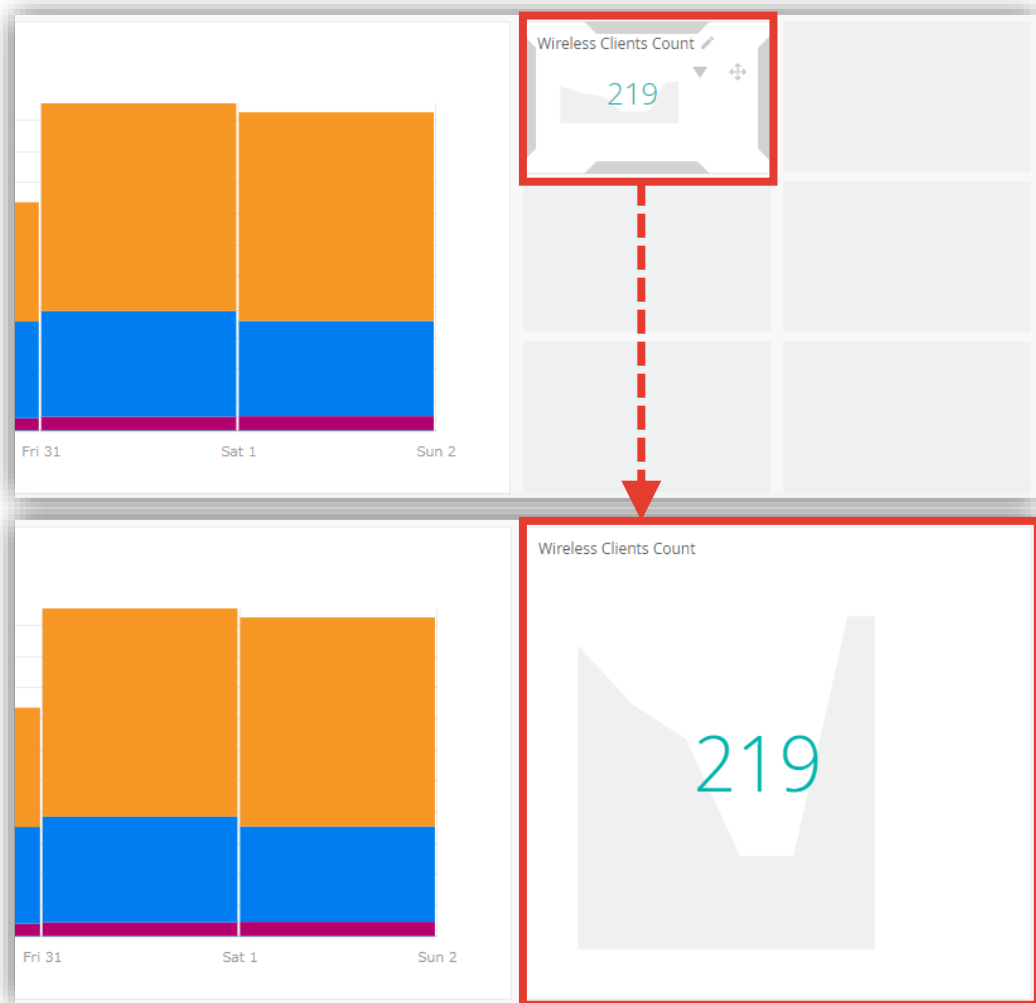 Wireless Clients Count
219
Fri 31
Sat 1
Sun 2
Wireless Clients Count
219
Fri 31
Sat 1
Sun 2